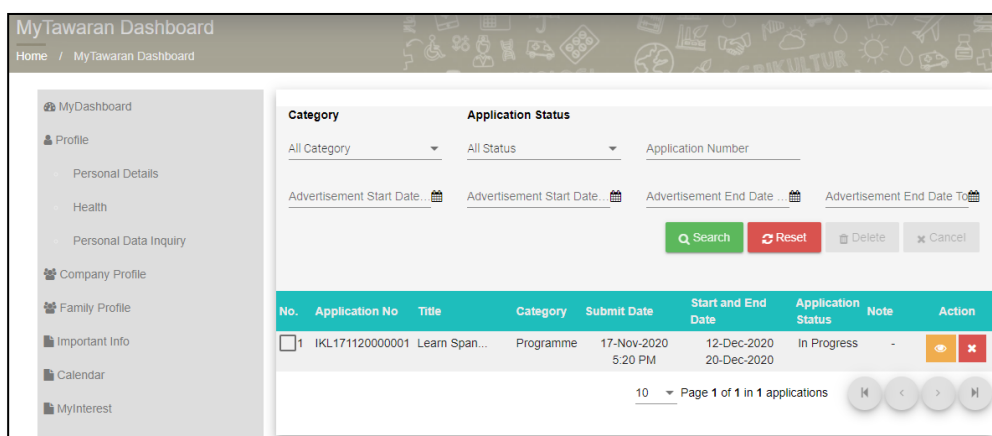 MyTawaran Dashboard
Home / MyTawaran Dashboard
AGRIKULTUR
MyDashboard
Profile
Personal Details
Health
Personal Data Inquiry
Company Profile
Family Profile
Important Info
Calendar
MyInterest
Category Application Status
All Category All Status Application Number
Advertisement Start Date... Advertisement Start Date... Advertisement End Date ... Advertisement End Date To
Search Reset Delete Cancel
No. Application No Title Category Submit Date Start and End Date Application Status Note Action
1 IKL171120000001 Learn Span... Programme 17-Nov-2020 12-Dec-2020 In Progress -
5:20 PM 20-Dec-2020
10 Page 1 of 1 in 1 applications